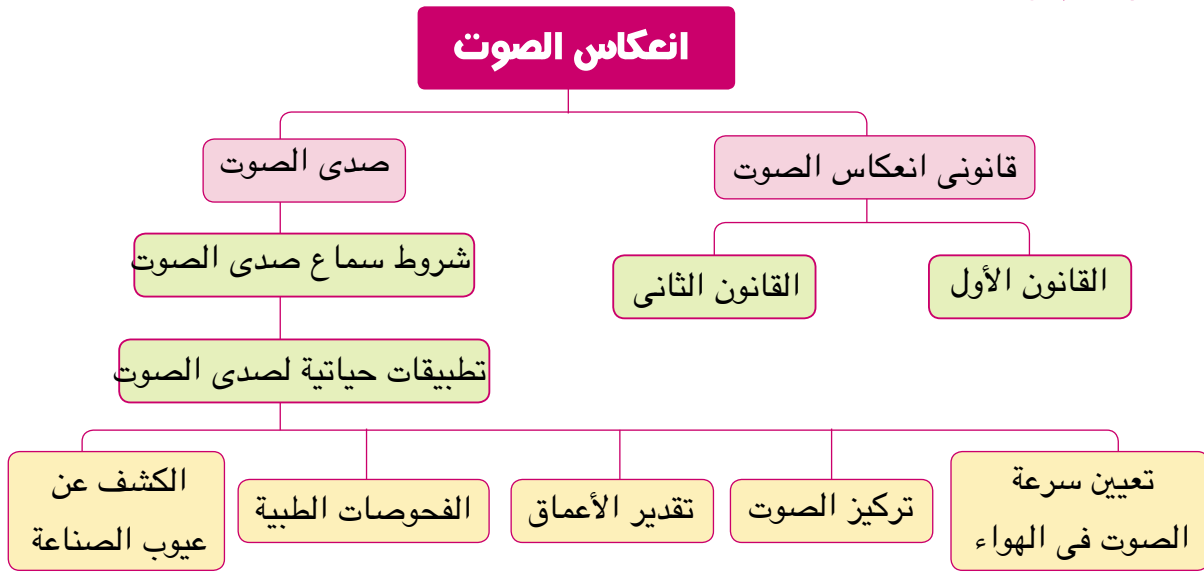 انعكاس الصوت
قانونى انعكاس الصوت
صدى الصوت
القانون الأول
القانون الثانى
شروط سماع صدى الصوت
تطبيقات حياتية لصدى الصوت
تعيين سرعة
الصوت فى الهواء
تركيز الصوت
تقدير الأعماق
الفحوصات الطبية
الكشف عن
عيوب الصناعة